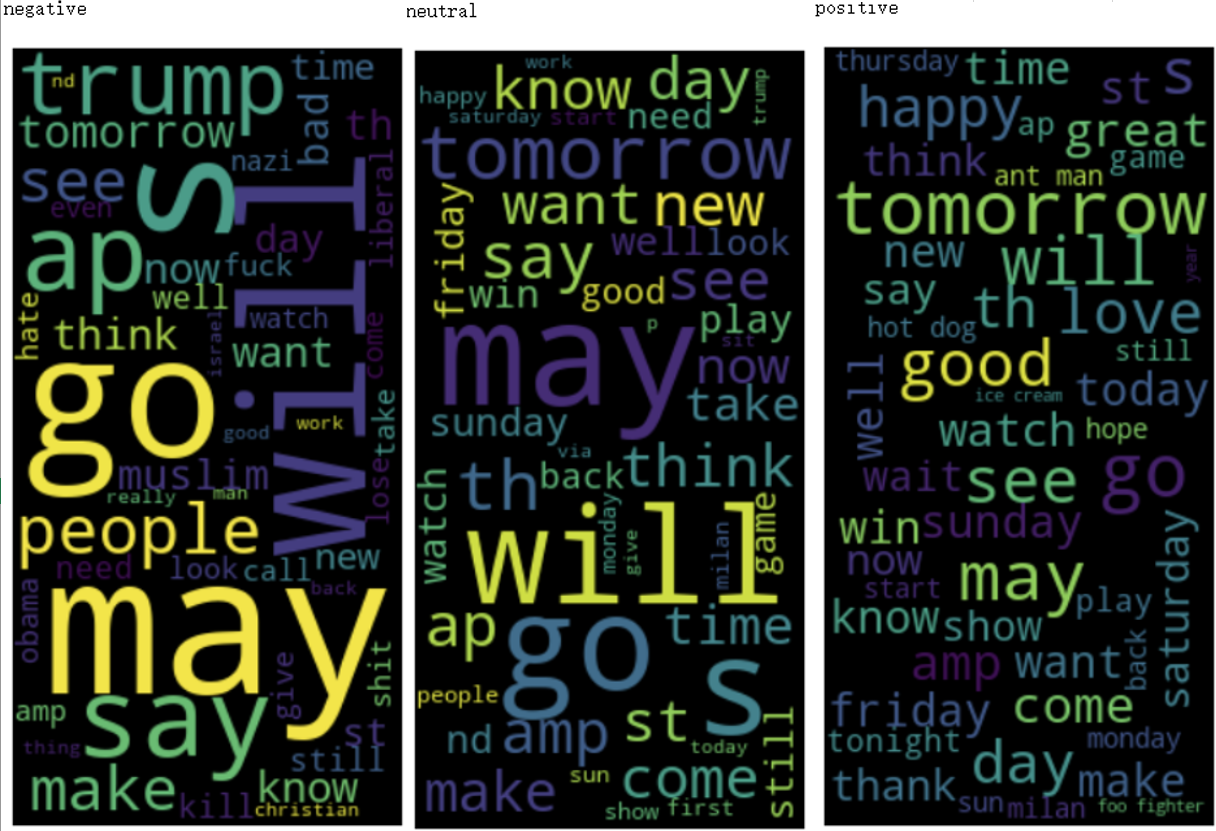 negative
neutral
positive
trump
nd
time
tomorrow
bad
th
nazi
see
s
liberal
even
will
day
ap
now
fuck
well
hate
watch
think
israel
want
come
go
take
good
work
muslim
lose
really
man
people
need
look
call
new
back
obama
may
give
shit
amp
say
st
thing
still
make
know
kill
christian
work
happy
know
day
trump
saturday
start
need
tomorrow
friday
want
new
say
well
look
see
win
good
may
p
play
sit
now
take
sunday
via
th
back
think
watch
will
monday
give
milan
game
ap
go
time
people
s
nd
amp
st
today
still
make
sun
come
show
first
thursday
time
st
s
happy
ap
great
think
game
ant man
tomorrow
new
will
year
say
th
love
hot dog
still
good
well
ice cream
today
watch
hope
wait
see
go
win
sunday
now
saturday
start
may
play
know
show
amp
want
back
friday
come
tonight
day
monday
thank
make
sun
milan
foo fighter